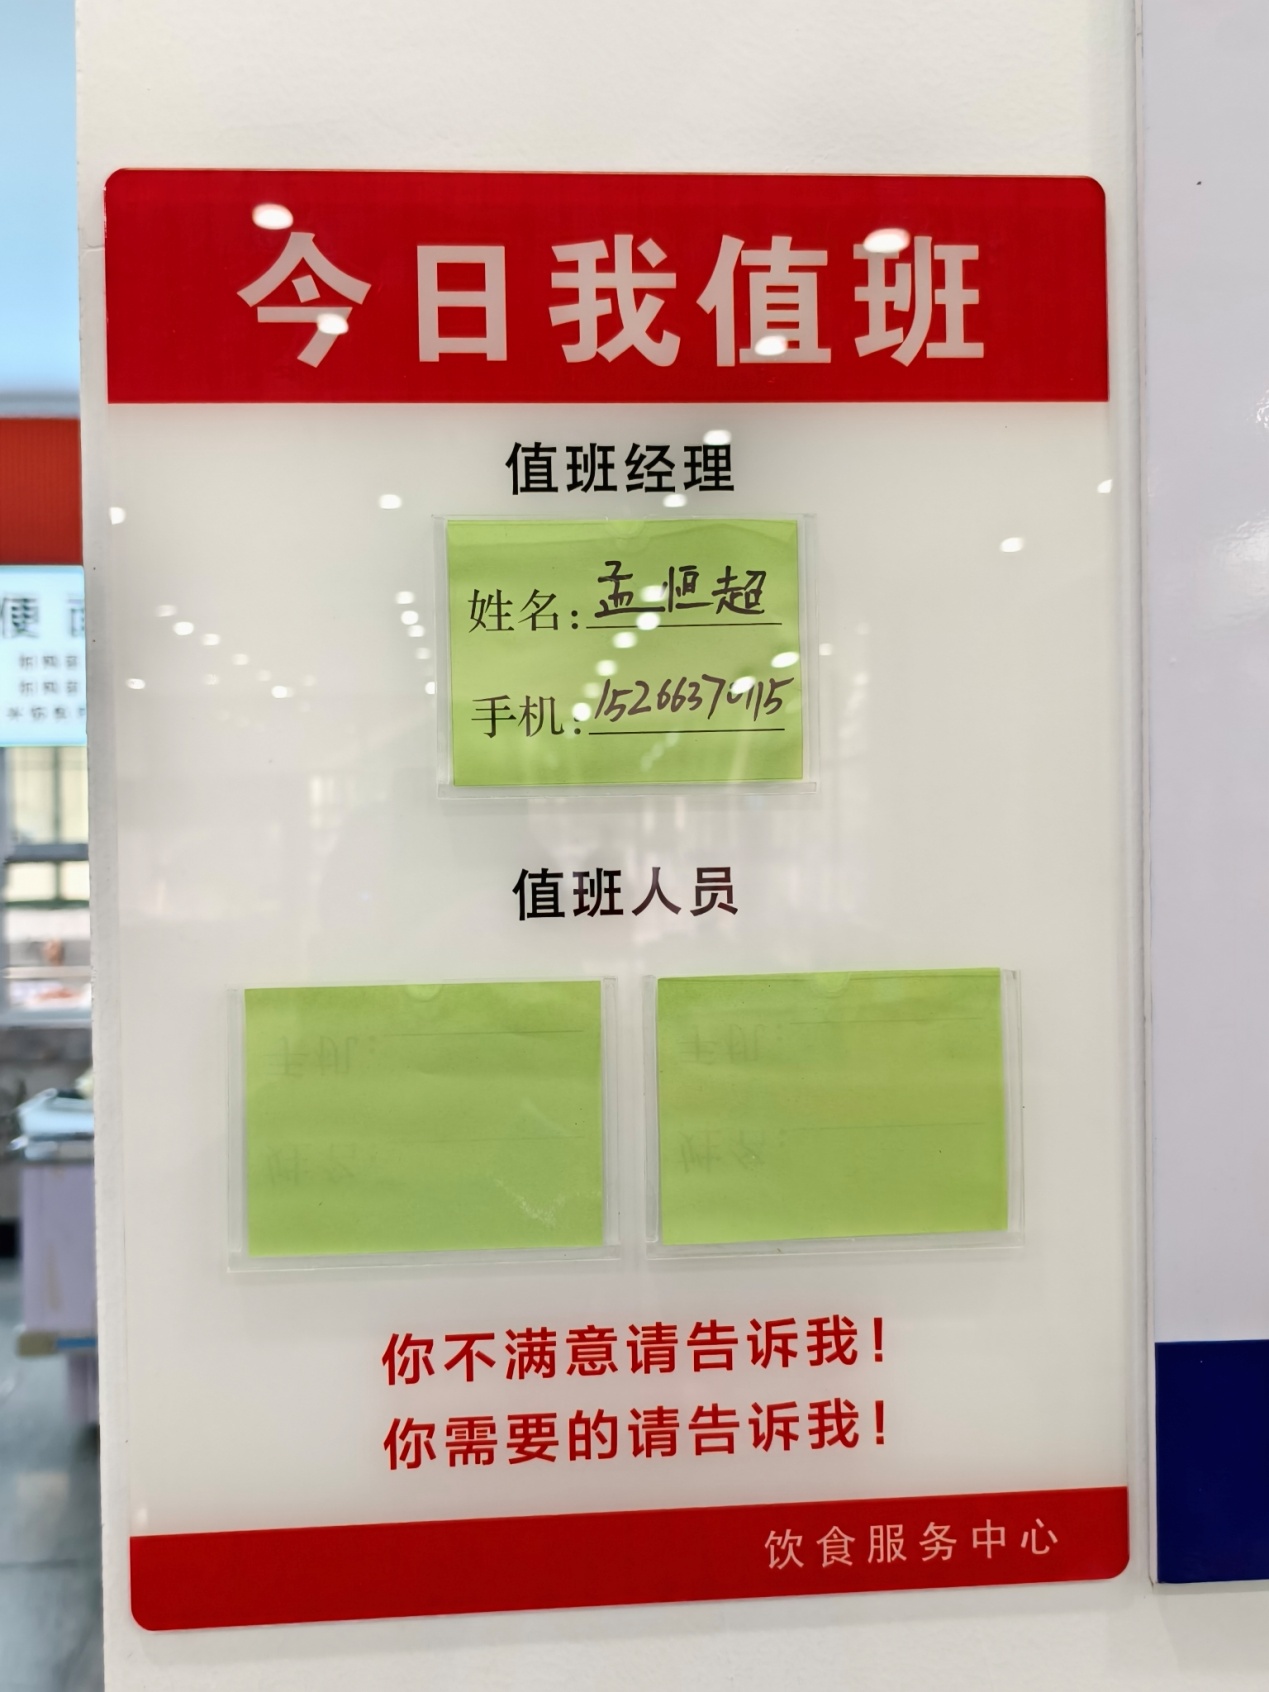 今日我值班
值班经理
姓名:孟恒超
手机:15266370115
值班人员
你不满意请告诉我！
你需要的请告诉我！
饮食服务中心